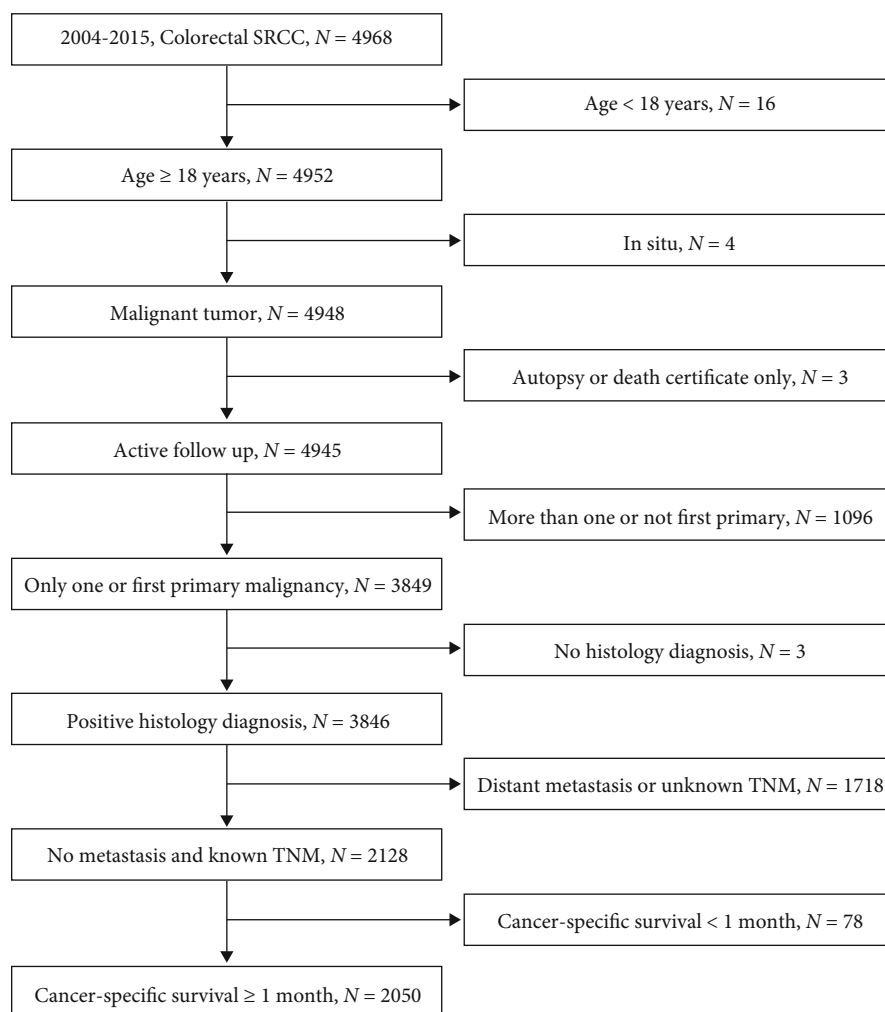 2004-2015, Colorectal SRCC, N = 4968
Age < 18 years, N = 16
Age ≥ 18 years, N = 4952
In situ, N = 4
Malignant tumor, N = 4948
Autopsy or death certificate only, N = 3
Active follow up, N = 4945
More than one or not first primary, N = 1096
Only one or first primary malignancy, N = 3849
No histology diagnosis, N = 3
Positive histology diagnosis, N = 3846
Distant metastasis or unknown TNM, N = 1718
No metastasis and known TNM, N = 2128
Cancer-specific survival < 1 month, N = 78
Cancer-specific survival ≥ 1 month, N = 2050